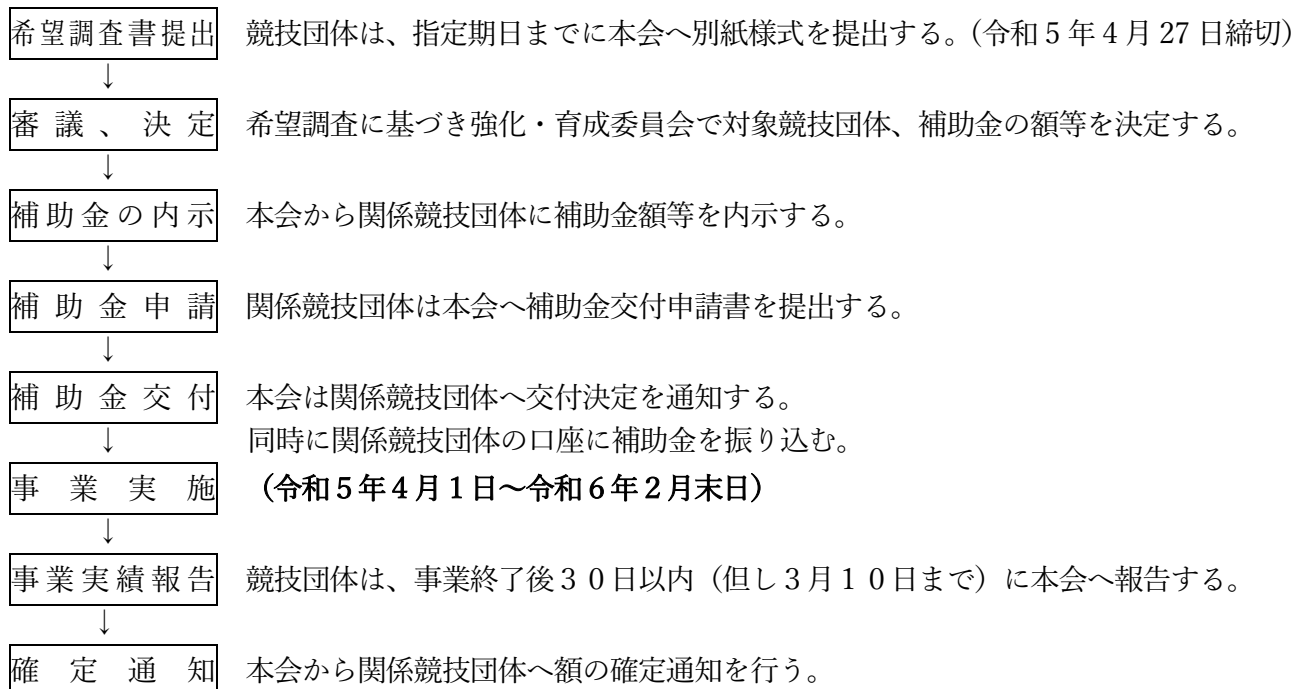 希望調査書提出 競技団体は、指定期日までに本会へ別紙様式を提出する。(令和5年4月27日締切)
↓
審議、決定 希望調査に基づき強化・育成委員会で対象競技団体、補助金の額等を決定する。
↓
補助金の内示 本会から関係競技団体に補助金額等を内示する。
↓
補助金申請 関係競技団体は本会へ補助金交付申請書を提出する。
↓
補助金交付 本会は関係競技団体へ交付決定を通知する。
↓ 同時に関係競技団体の口座に補助金を振り込む。
事業実施 (令和5年4月1日~令和6年2月末日)
↓
事業実績報告 競技団体は、事業終了後30日以内(但し3月10日まで)に本会へ報告する。
↓
確定通知 本会から関係競技団体へ額の確定通知を行う。